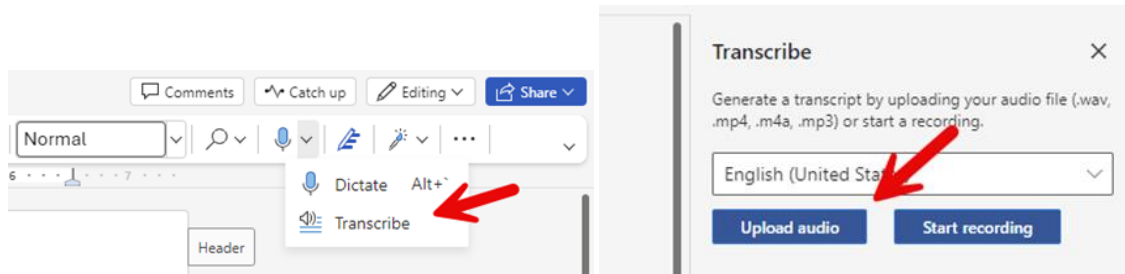 Comments Catch up Editing Share
Normal
6 7
Dictate Alt+`
Transcribe
Header
Transcribe
Generate a transcript by uploading your audio file (.wav,
.mp4, .m4a, .mp3) or start a recording.
English (United
Upload audio Start recording